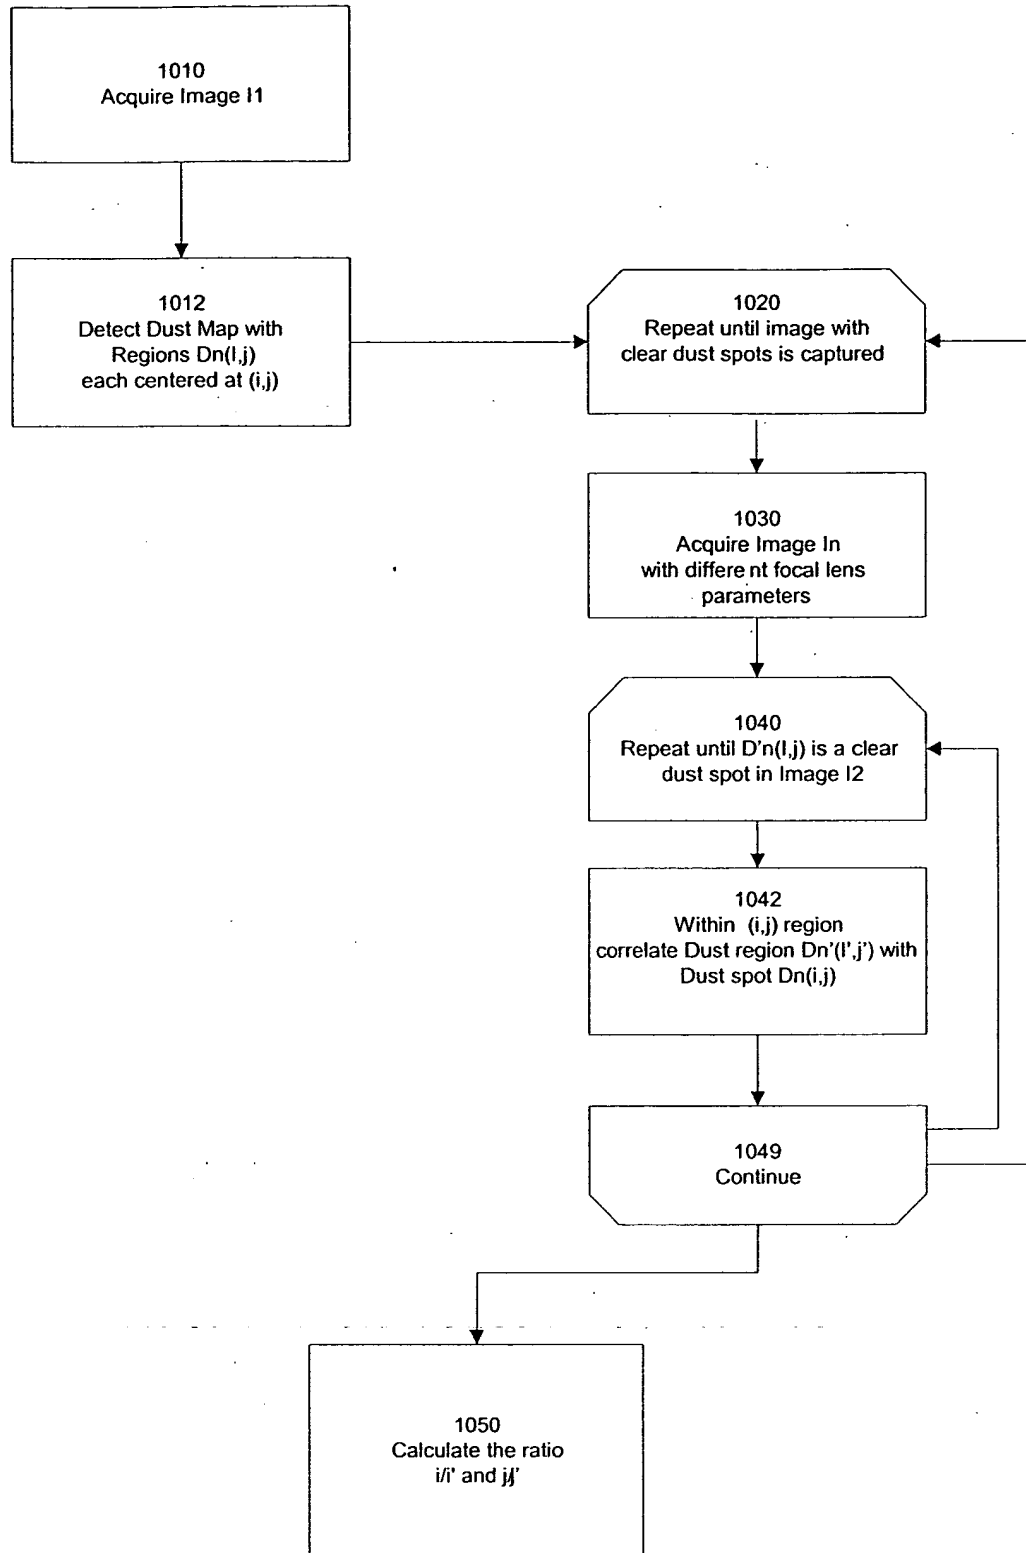 1010
Acquire Image I1
1012
Detect Dust Map with
Regions Dn(I,j)
each centered at (i,j)
1020
Repeat until image with
clear dust spots is captured
1030
Acquire Image In
with different focal lens
parameters
1040
Repeat until D'n(I,j) is a clear
dust spot in Image I2
1042
Within (i,j) region
correlate Dust region Dn'(I',j') with
Dust spot Dn(i,j)
1049
Continue
1050
Calculate the ratio
i/i' and j/j'